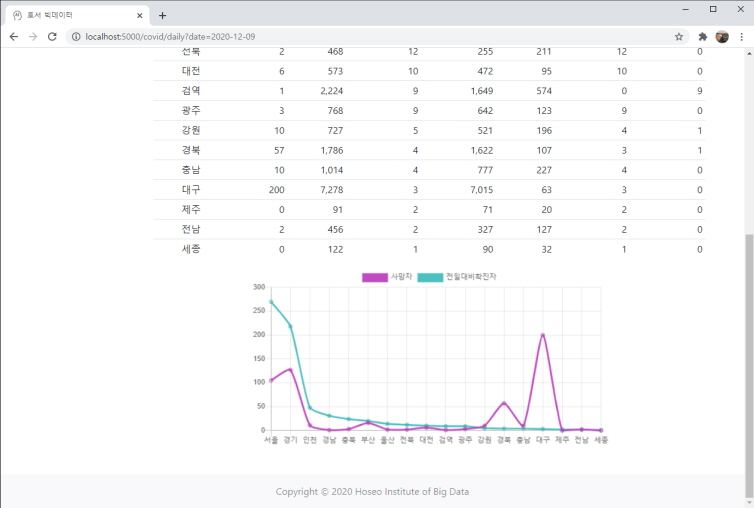 호서 빅데이터
localhost:5000/covid/daily?date=2020-12-09
전북 2 468 12 255 211 12 0
대전 6 573 10 472 95 10 0
검역 1 2,224 9 1,649 574 0 9
광주 3 768 9 642 123 9 0
강원 10 727 5 521 196 4 1
경북 57 1,786 4 1,622 107 3 1
충남 10 1,014 4 777 227 4 0
대구 200 7,278 3 7,015 63 3 0
제주 0 91 2 71 20 2 0
전남 2 456 2 327 127 2 0
세종 0 122 1 90 32 1 0
사망자 전일대비확진자
300
250
200
150
100
50
0
서울 경기 인천 경남 충북 부산 울산 전북 대전 검역 광주 강원 경북 충남 대구 제주 전남 세종
Copyright © 2020 Hoseo Institute of Big Data